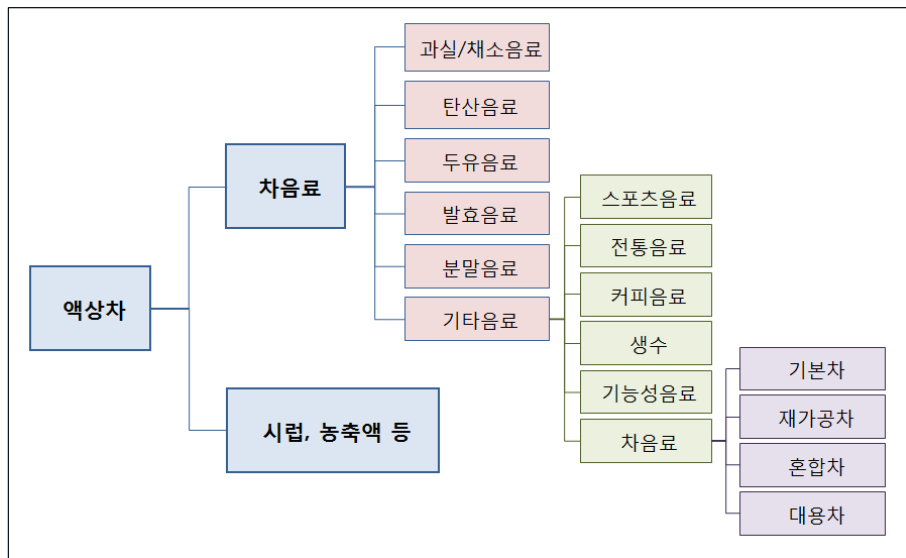 액상차
차음료
시럽, 농축액 등
과실/채소음료
탄산음료
두유음료
발효음료
분말음료
기타음료
스포츠음료
전통음료
커피음료
생수
기능성음료
차음료
기본차
재가공차
혼합차
대용차